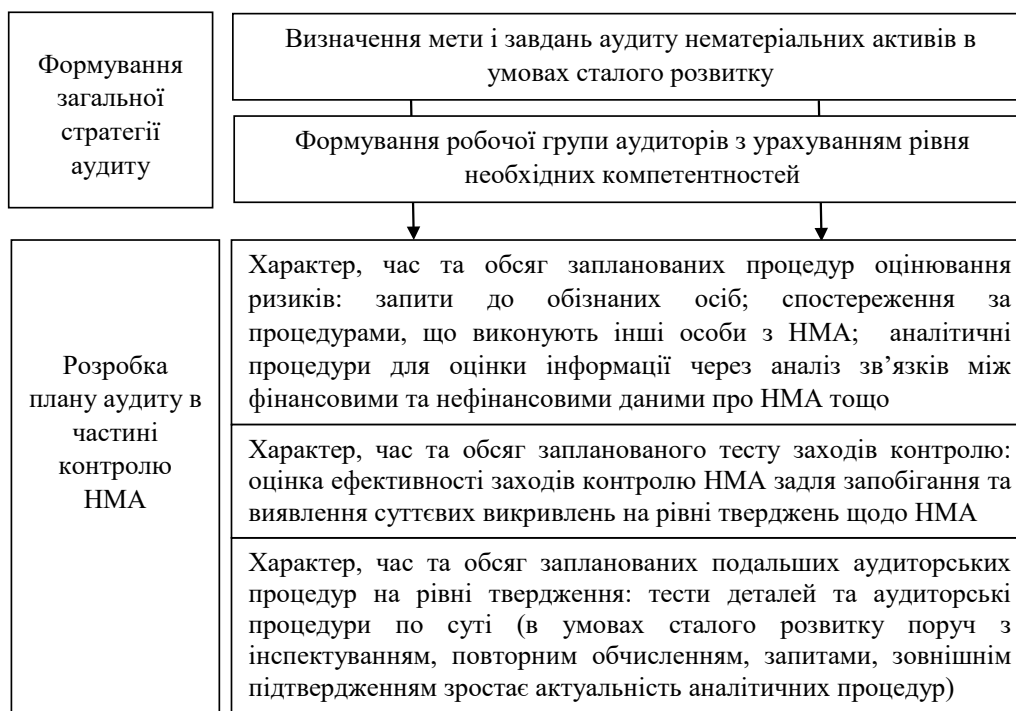 Формування
загальної
стратегії
аудиту
Визначення мети і завдань аудиту нематеріальних активів в
умовах сталого розвитку
Формування робочої групи аудиторів з урахуванням рівня
необхідних компетентностей
Розробка
плану аудиту в
частині
контролю
НМА
Характер, час та обсяг запланованих процедур оцінювання
ризиків: запити до обізнаних осіб; спостереження за
процедурами, що виконують інші особи з НМА; аналітичні
процедури для оцінки інформації через аналіз зв’язків між
фінансовими та нефінансовими даними про НМА тощо
Характер, час та обсяг запланованого тесту заходів контролю:
оцінка ефективності заходів контролю НМА задля запобігання та
виявлення суттєвих викривлень на рівні тверджень щодо НМА
Характер, час та обсяг запланованих подальших аудиторських
процедур на рівні твердження: тести деталей та аудиторські
процедури по суті (в умовах сталого розвитку поруч з
інспектуванням, повторним обчисленням, запитами, зовнішнім
підтвердженням зростає актуальність аналітичних процедур)